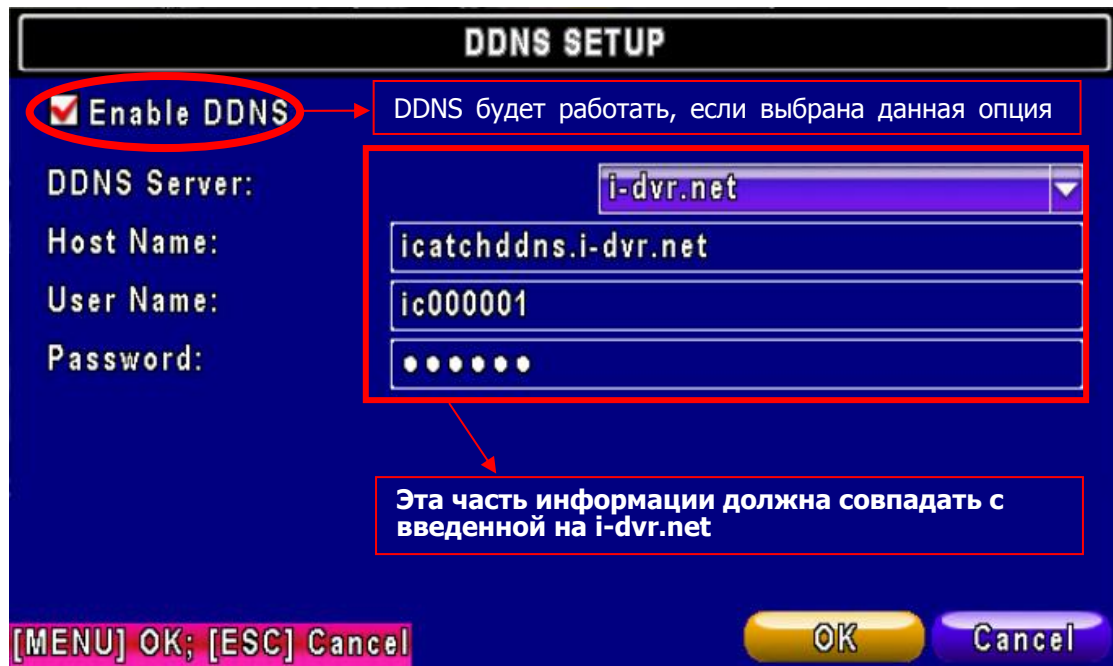 DDNS SETUP
Enable DDNS
DDNS будет работать, если выбрана данная опция
DDNS Server:
i-dvr.net
Host Name:
icatchddns.i-dvr.net
User Name:
ic000001
Password:
••••••
Эта часть информации должна совпадать с
введенной на i-dvr.net
[MENU] OK; [ESC] Cancel
OK
Cancel